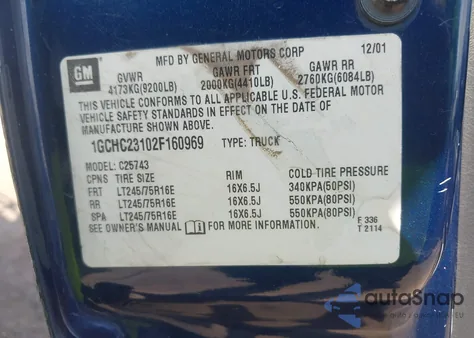 GM
MFD BY GENERAL MOTORS CORP 12/01
GVWR GAWR FRT GAWR RR
4173KG(9200LB) 2000KG(4410LB) 2760KG(6084LB)
THIS VEHICLE CONFORMS TO ALL APPLICABLE U.S. FEDERAL MOTOR
VEHICLE SAFETY STANDARDS IN EFFECT ON THE DATE OF
MANUFACTURE SHOWN ABOVE.
1GCHC23102F160969 TYPE: TRUCK
MODEL: C25743
CPNS TIRE SIZE RIM COLD TIRE PRESSURE
FRT LT245/75R16E 16X6.5J 340KPA(50PSI)
RR LT245/75R16E 16X6.5J 550KPA(80PSI)
SPA LT245/75R16E 16X6.5J 550KPA(80PSI)
SEE OWNER'S MANUAL FOR MORE INFORMATION.
F 336
T 2114
autoSnap